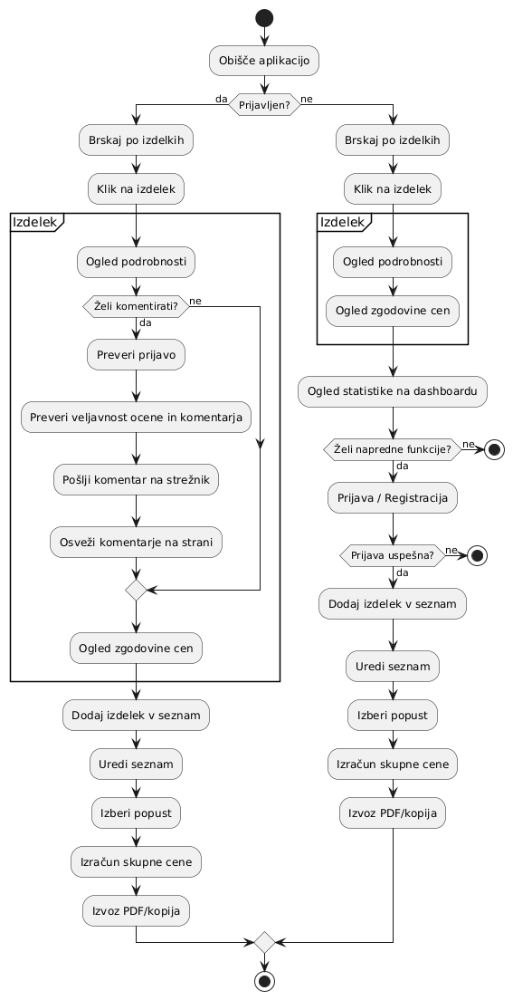 Obišče aplikacijo
Prijavljen?
da
ne
Brskaj po izdelkih
Klik na izdelek
Izdelek
Ogled podrobnosti
Želi komentirati?
ne
da
Preveri prijavo
Preveri veljavnost ocene in komentarja
Pošlji komentar na strežnik
Osveži komentarje na strani
Ogled zgodovine cen
Dodaj izdelek v seznam
Uredi seznam
Izberi popust
Izračun skupne cene
Izvoz PDF/kopija
Brskaj po izdelkih
Klik na izdelek
Izdelek
Ogled podrobnosti
Ogled zgodovine cen
Ogled statistike na dashboardu
Želi napredne funkcije?
ne
da
Prijava / Registracija
Prijava uspešna?
ne
da
Dodaj izdelek v seznam
Uredi seznam
Izberi popust
Izračun skupne cene
Izvoz PDF/kopija